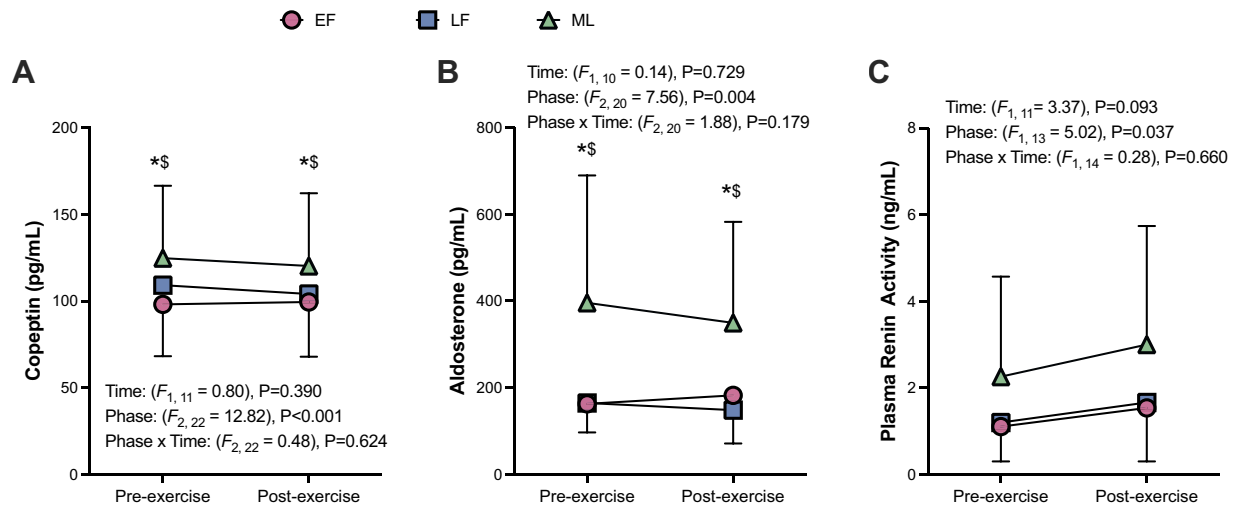 EF LF ML
A
200
150
100
50
0
Copeptin (pg/mL)
*$ *$
Time: (F1, 11 = 0.80), P=0.390
Phase: (F2, 22 = 12.82), P<0.001
Phase x Time: (F2, 22 = 0.48), P=0.624
Pre-exercise Post-exercise
B
Time: (F1, 10 = 0.14), P=0.729
Phase: (F2, 20 = 7.56), P=0.004
Phase x Time: (F2, 20 = 1.88), P=0.179
800
600
400
200
0
Aldosterone (pg/mL)
*$
*$
Pre-exercise Post-exercise
C
Time: (F1, 11= 3.37), P=0.093
Phase: (F1, 13 = 5.02), P=0.037
Phase x Time: (F1, 14 = 0.28), P=0.660
8
6
4
2
0
Plasma Renin Activity (ng/mL)
Pre-exercise Post-exercise